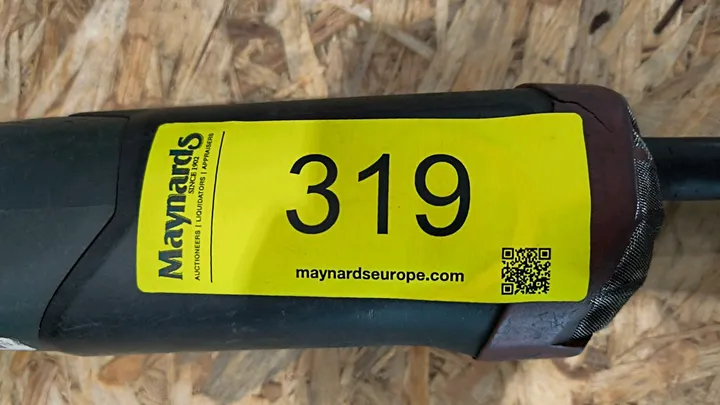 Maynards
SINCE 1902
AUCTIONEERS | LIQUIDATORS | APPRAISERS
319
maynardseurope.com